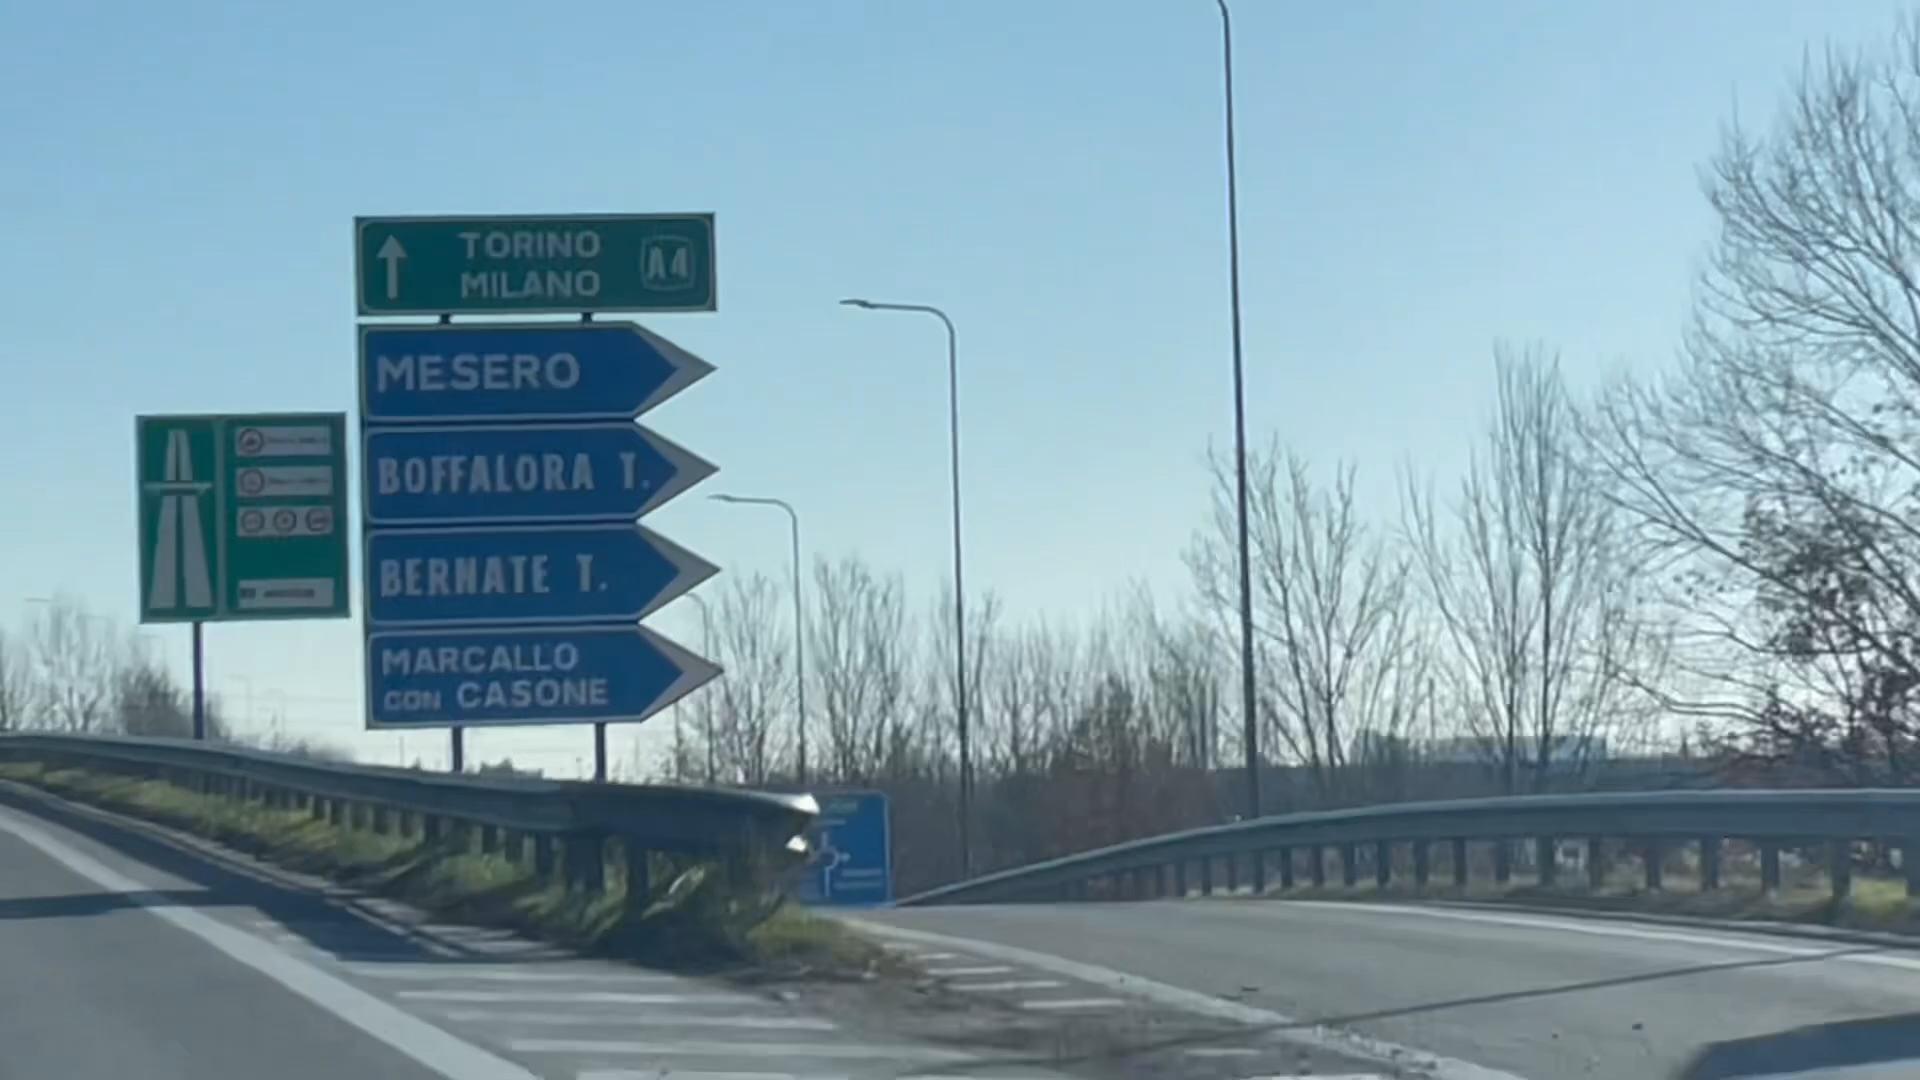 TORINO
MILANO
A4
MESERO
BOFFALORA T.
BERNATE T.
MARCALLO
CON CASONE